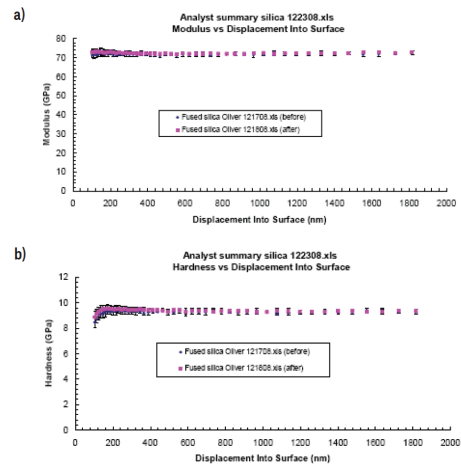 a)
Analyst summary silica 122308.xls
Modulus vs Displacement Into Surface
80
70
60
50
40
30
20
10
0
Modulus (GPa)
Fused silica Oliver 121708.xls (before)
Fused silica Oliver 121808.xls (after)
0 200 400 600 800 1000 1200 1400 1600 1800 2000
Displacement Into Surface (nm)
b)
Analyst summary silica 122308.xls
Hardness vs Displacement Into Surface
12
10
8
6
4
2
0
Hardness (GPa)
Fused silica Oliver 121708.xls (before)
Fused silica Oliver 121808.xls (after)
0 200 400 600 800 1000 1200 1400 1600 1800 2000
Displacement Into Surface (nm)